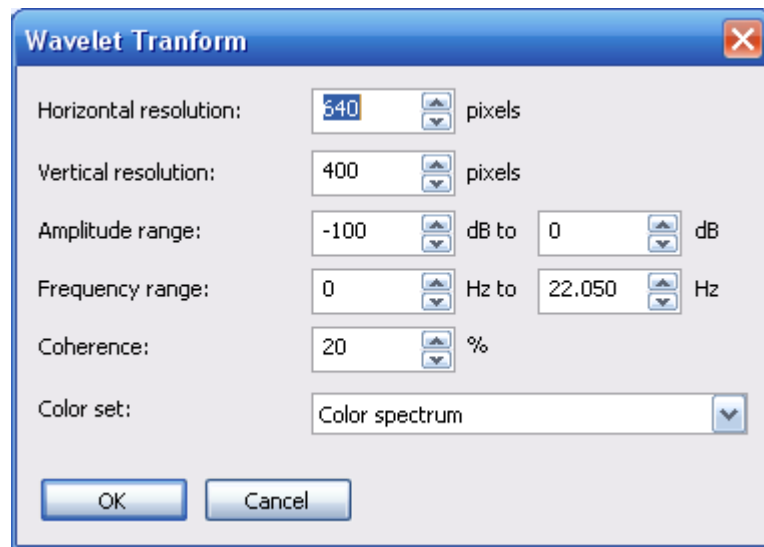 Wavelet Tranform
Horizontal resolution: 640 pixels
Vertical resolution: 400 pixels
Amplitude range: -100 dB to 0 dB
Frequency range: 0 Hz to 22.050 Hz
Coherence: 20 %
Color set: Color spectrum
OK Cancel